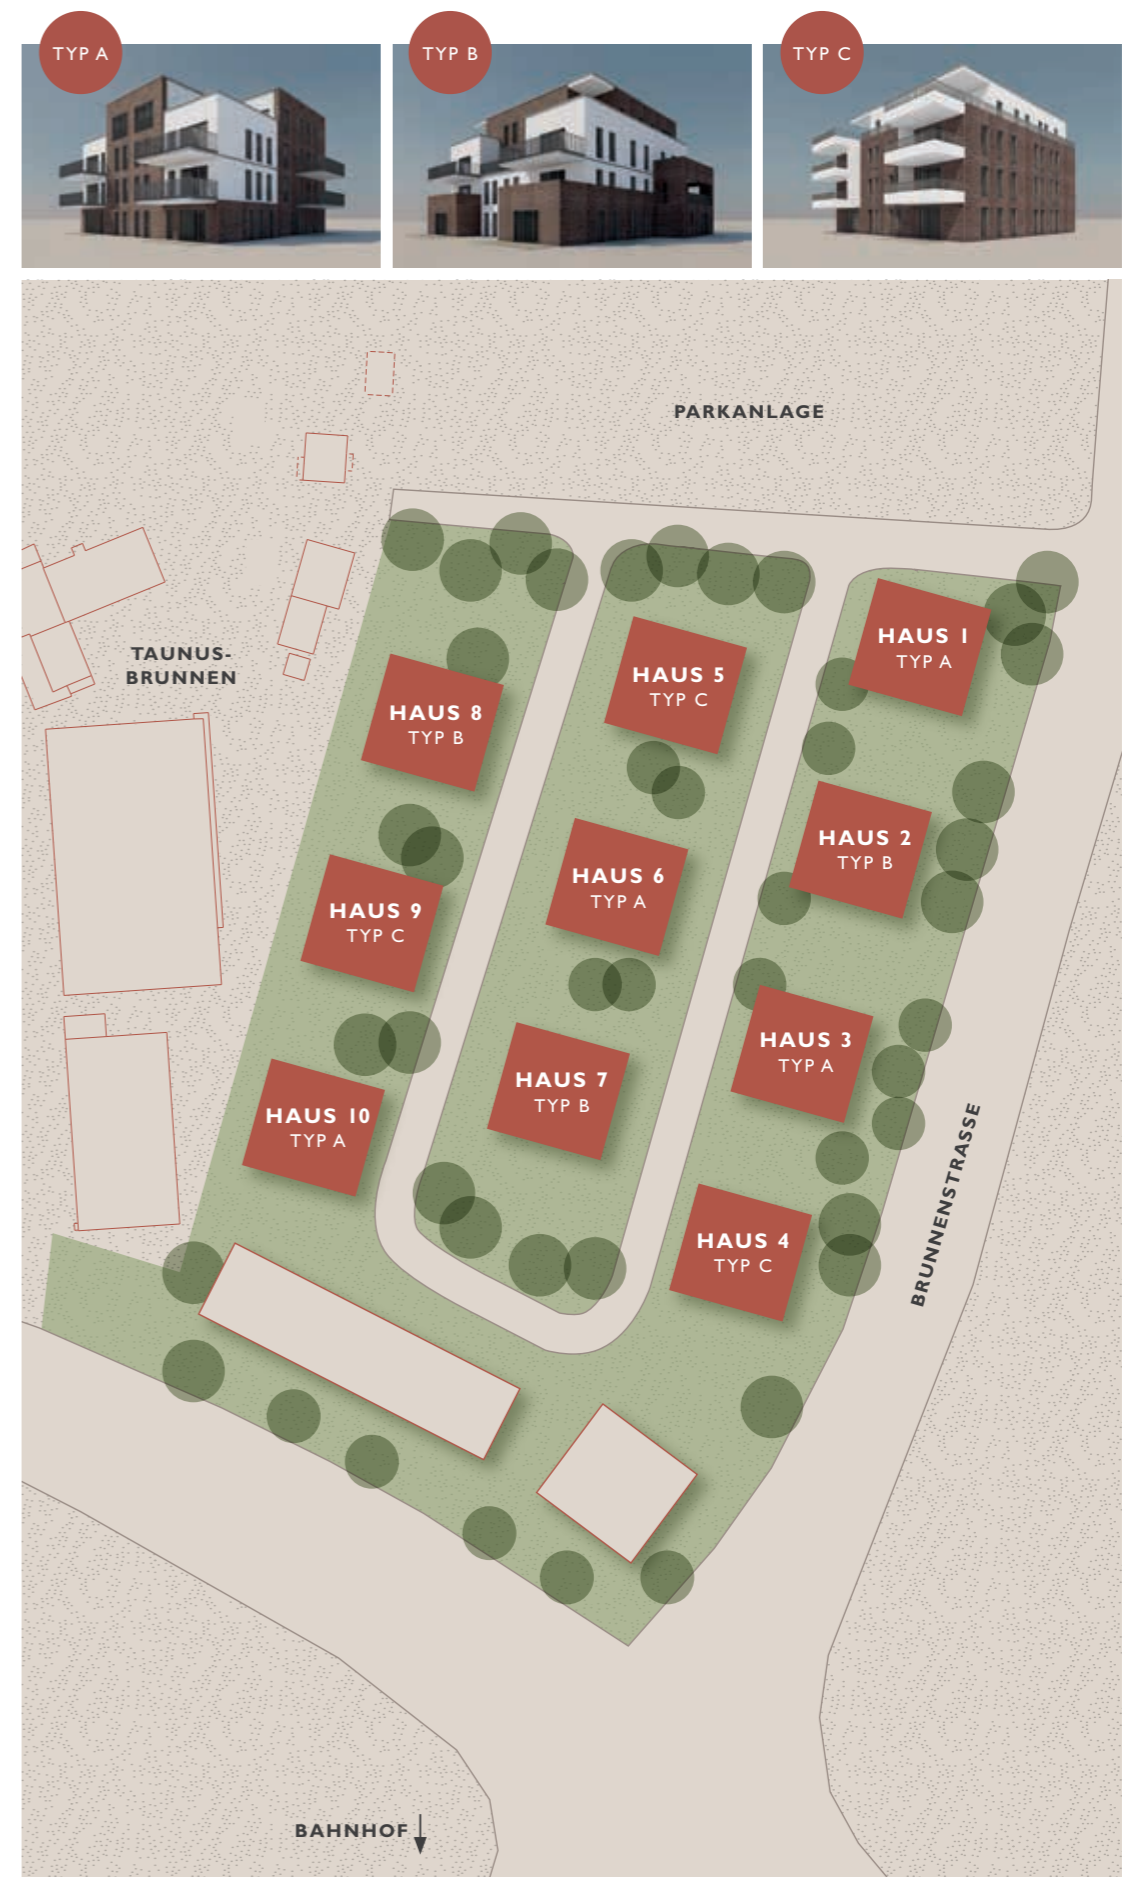 TYP A
TYP B
TYP C
PARKANLAGE
TAUNUS-
BRUNNEN
HAUS 1
TYP A
HAUS 5
TYP C
HAUS 8
TYP B
HAUS 2
TYP B
HAUS 6
TYP A
HAUS 9
TYP C
HAUS 3
TYP A
HAUS 7
TYP B
HAUS 10
TYP A
HAUS 4
TYP C
BRUNNENSTRASSE
BAHNHOF